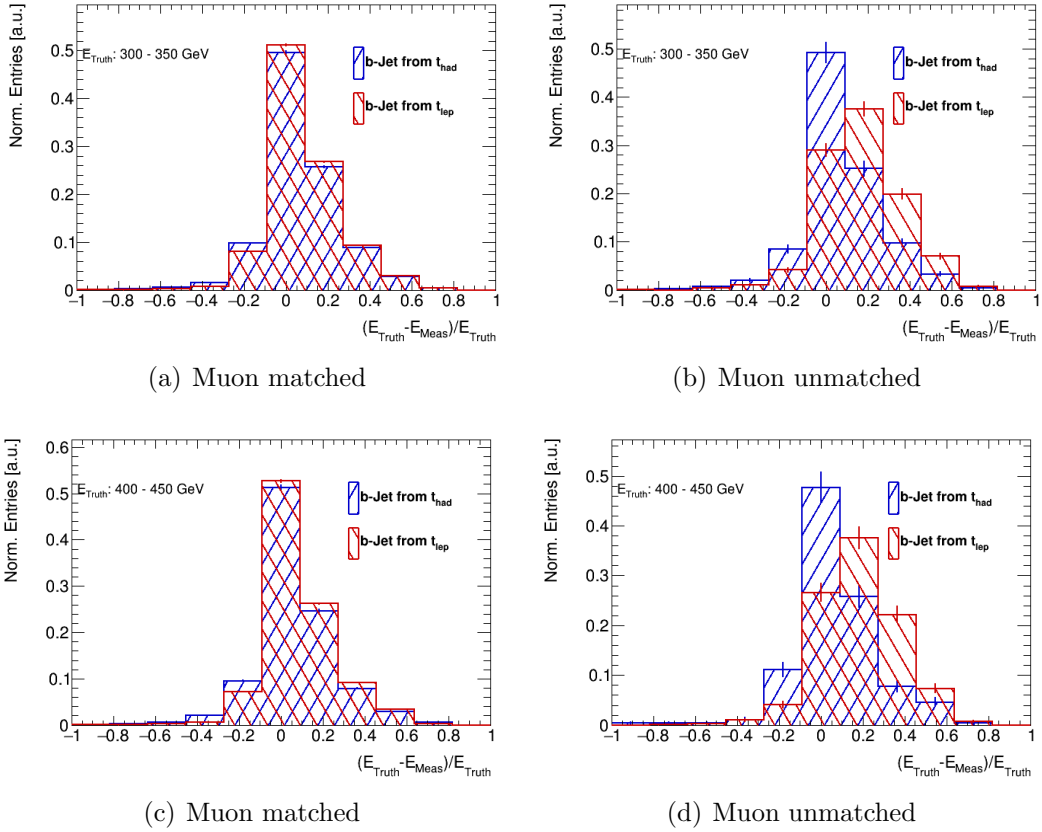 Norm. Entries [a.u.]
E_Truth: 300 - 350 GeV
b-Jet from t_had
b-Jet from t_lep
0.5
0.4
0.3
0.2
0.1
0
−1 −0.8 −0.6 −0.4 −0.2 0 0.2 0.4 0.6 0.8 1
(E_Truth-E_Meas)/E_Truth
(a) Muon matched
Norm. Entries [a.u.]
E_Truth: 300 - 350 GeV
b-Jet from t_had
b-Jet from t_lep
0.5
0.4
0.3
0.2
0.1
0
−1 −0.8 −0.6 −0.4 −0.2 0 0.2 0.4 0.6 0.8 1
(E_Truth-E_Meas)/E_Truth
(b) Muon unmatched
Norm. Entries [a.u.]
E_Truth: 400 - 450 GeV
b-Jet from t_had
b-Jet from t_lep
0.6
0.5
0.4
0.3
0.2
0.1
0
−1 −0.8 −0.6 −0.4 −0.2 0 0.2 0.4 0.6 0.8 1
(E_Truth-E_Meas)/E_Truth
(c) Muon matched
Norm. Entries [a.u.]
E_Truth: 400 - 450 GeV
b-Jet from t_had
b-Jet from t_lep
0.5
0.4
0.3
0.2
0.1
0
−1 −0.8 −0.6 −0.4 −0.2 0 0.2 0.4 0.6 0.8 1
(E_Truth-E_Meas)/E_Truth
(d) Muon unmatched